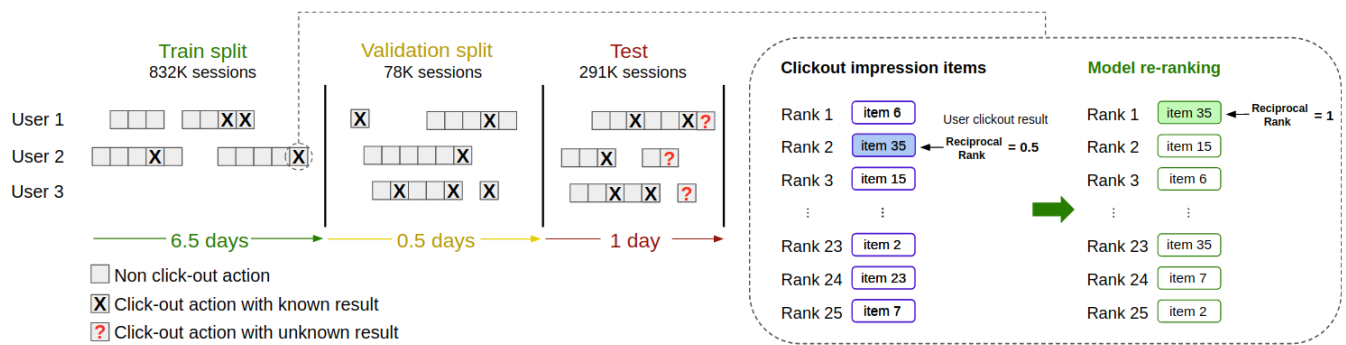 Train split
832K sessions
Validation split
78K sessions
Test
291K sessions
User 1
X X
X
X
X X ?
User 2
X
X
X
X
?
User 3
X X
X
X X
?
6.5 days
0.5 days
1 day
Non click-out action
X Click-out action with known result
? Click-out action with unknown result
Clickout impression items
Rank 1 item 6
User clickout result
Rank 2 item 35
Reciprocal
Rank = 0.5
Rank 3 item 15
⋮ ⋮
Rank 23 item 2
Rank 24 item 23
Rank 25 item 7
Model re-ranking
Rank 1 item 35
Reciprocal
Rank = 1
Rank 2 item 15
Rank 3 item 6
⋮ ⋮
Rank 23 item 35
Rank 24 item 7
Rank 25 item 2